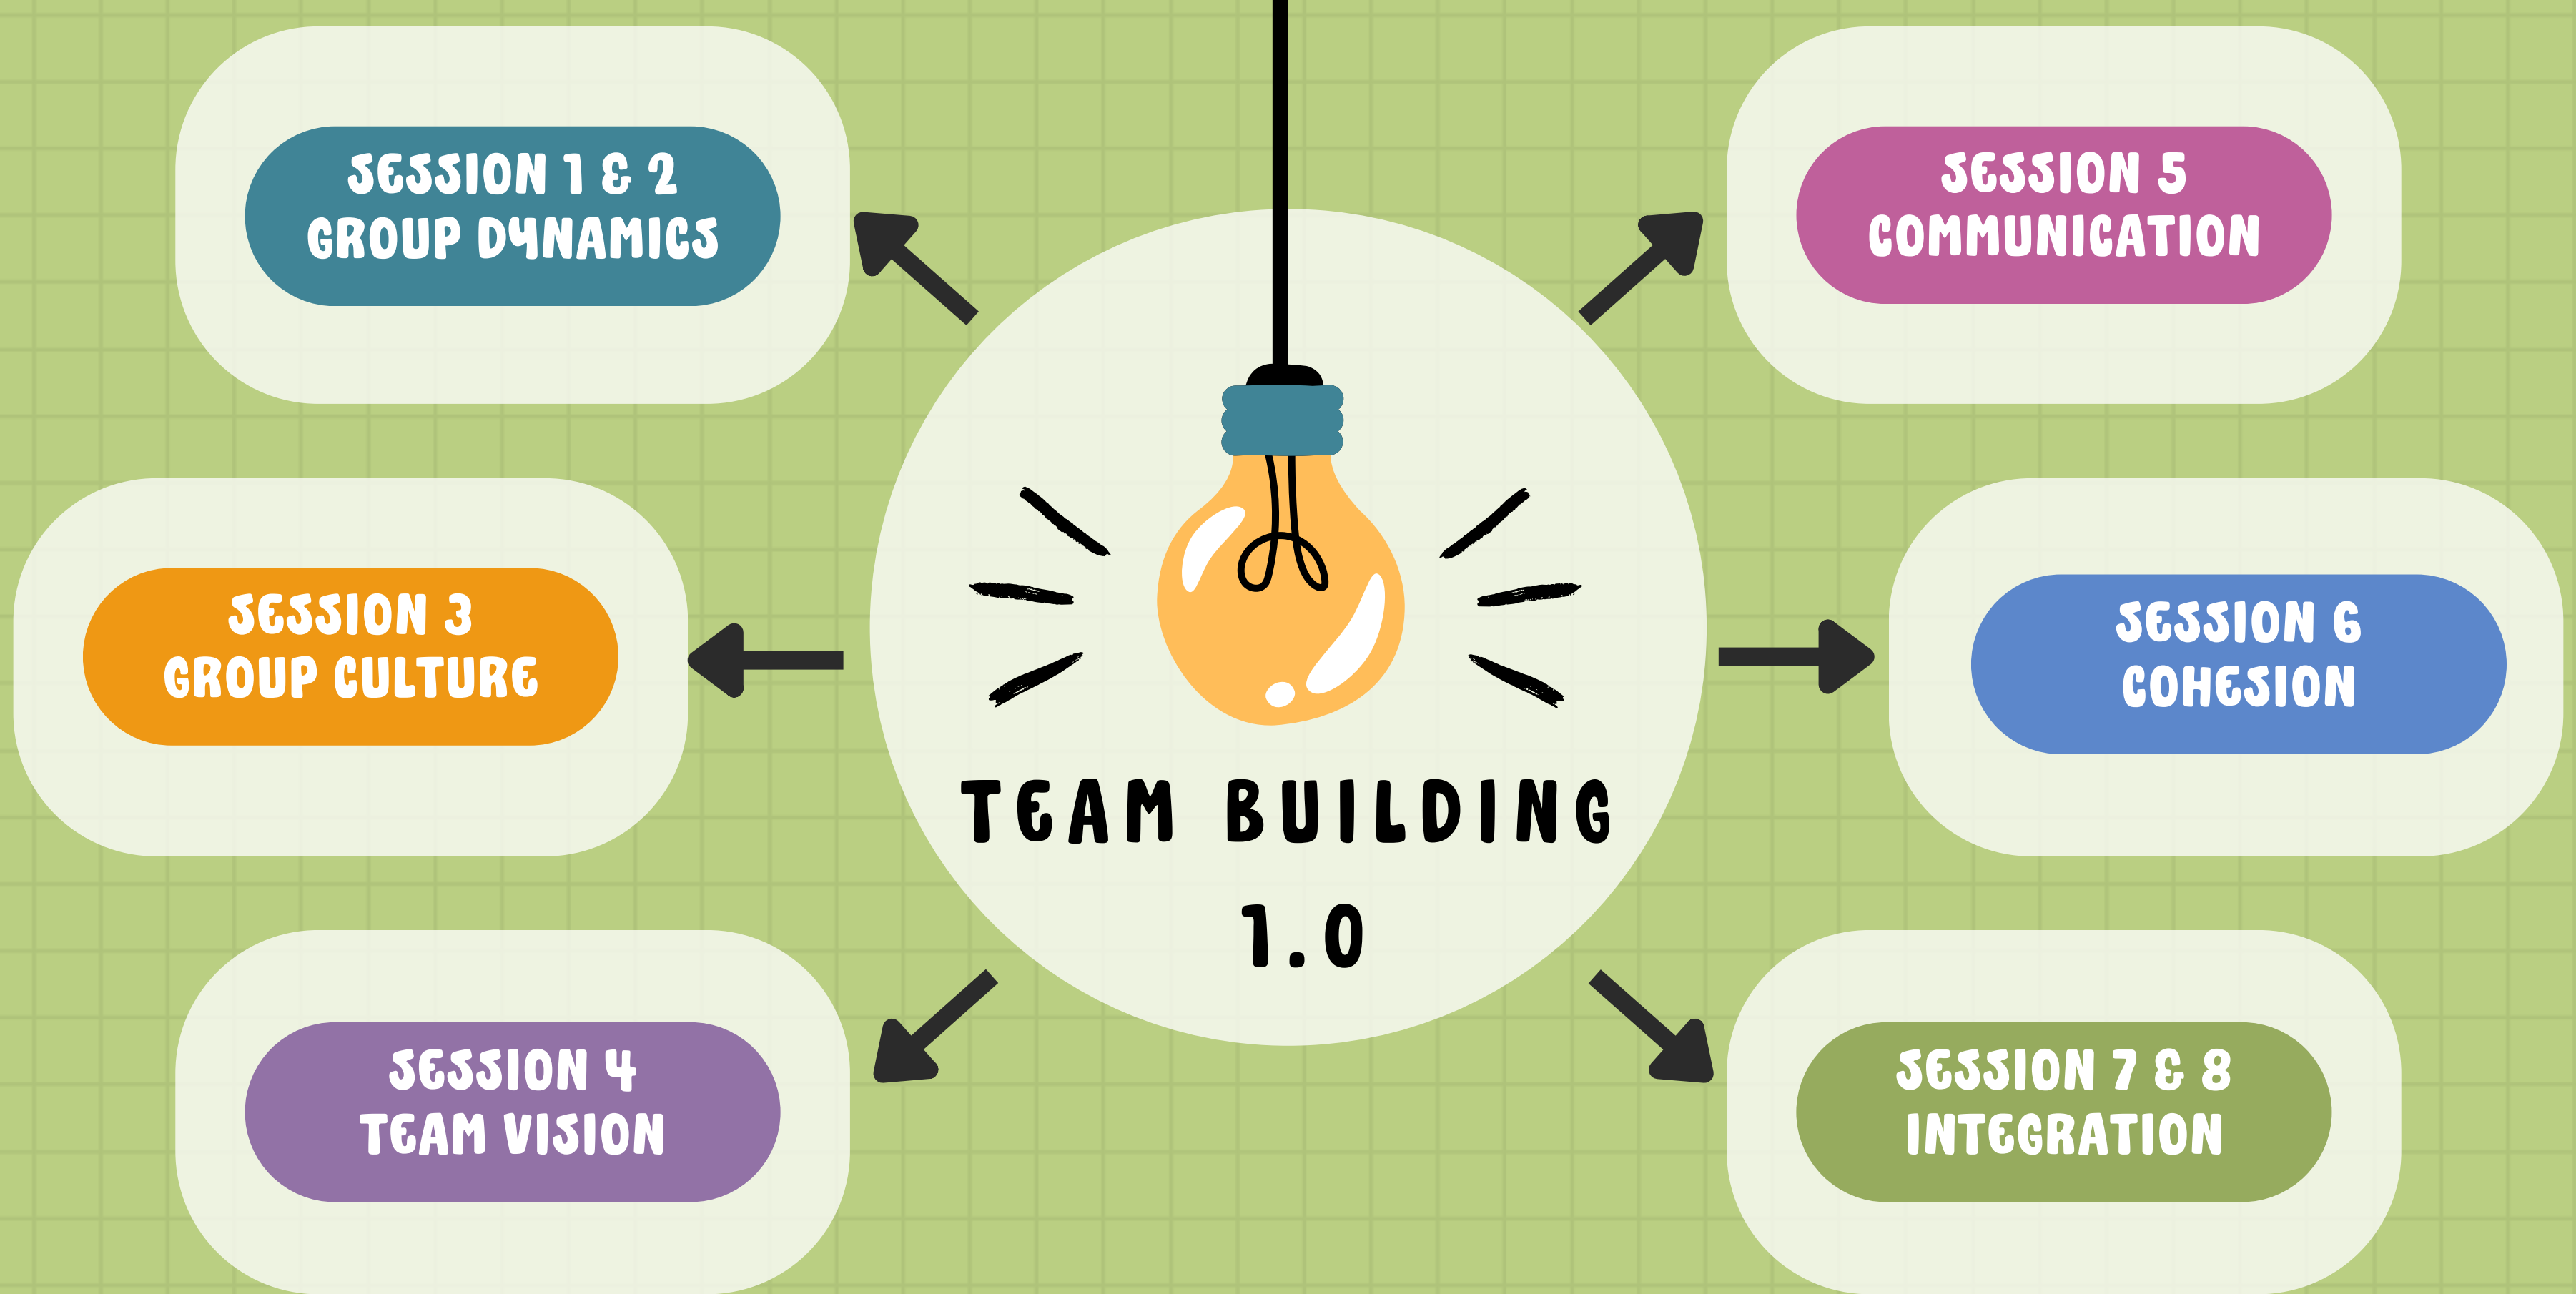 SESSION 1 & 2
GROUP DYNAMICS
SESSION 3
GROUP CULTURE
SESSION 4
TEAM VISION
TEAM BUILDING
1.0
SESSION 5
COMMUNICATION
SESSION 6
COHESION
SESSION 7 & 8
INTEGRATION